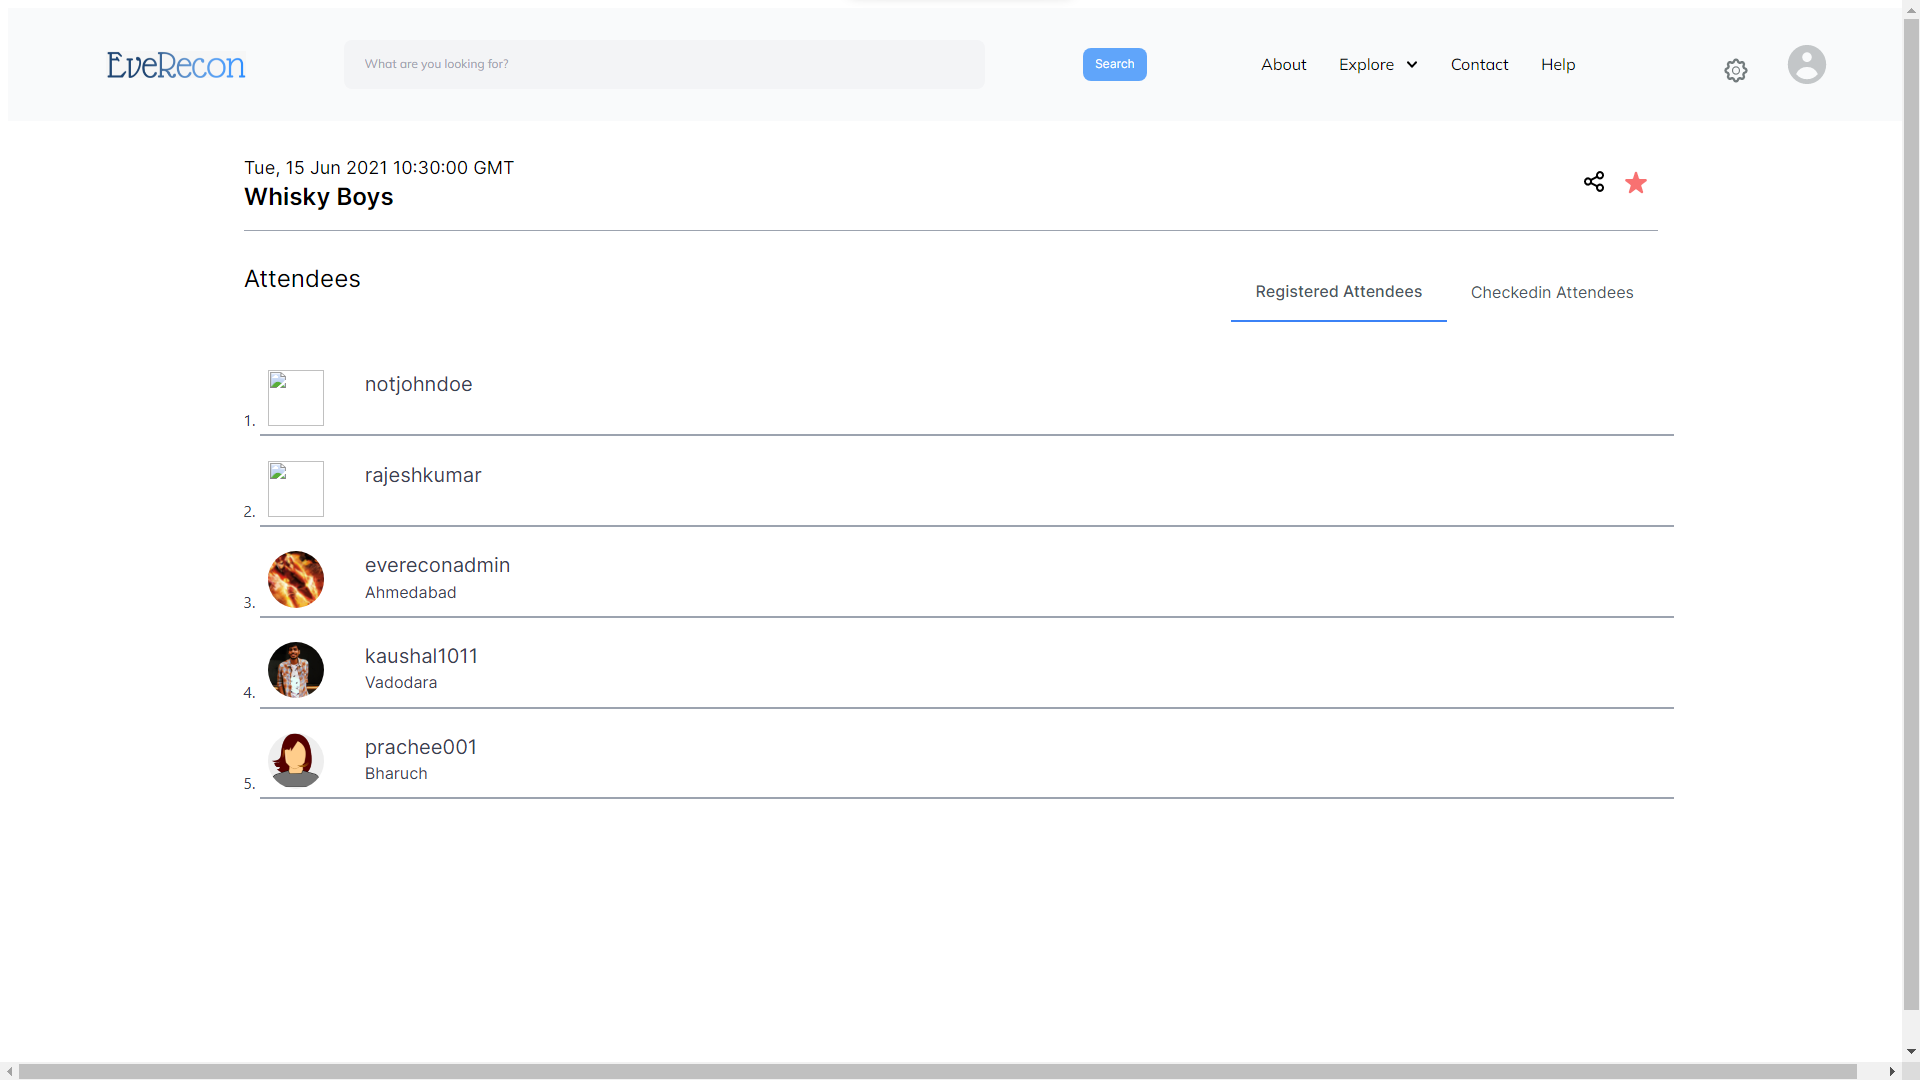 EveRecon
What are you looking for?
Search
About
Explore
Contact
Help
Tue, 15 Jun 2021 10:30:00 GMT
Whisky Boys
Attendees
Registered Attendees
Checkedin Attendees
1.
notjohndoe
2.
rajeshkumar
3.
evereconadmin
Ahmedabad
4.
kaushal1011
Vadodara
5.
prachee001
Bharuch